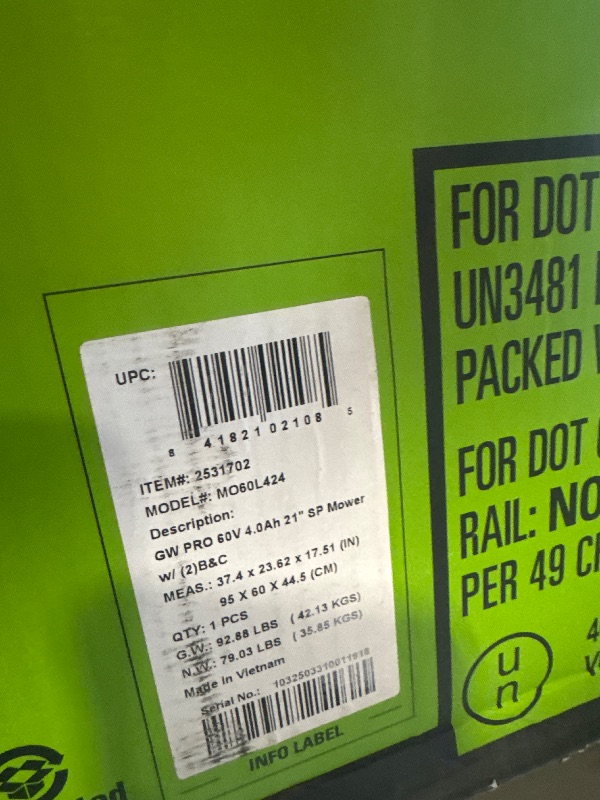 UPC:
8 41821 02108 5
ITEM#: 2531702
MODEL#: MO60L424
Description:
GW PRO 60V 4.0Ah 21" SP Mower
w/ (2)B&C
MEAS.: 37.4 x 23.62 x 17.51 (IN)
95 X 60 X 44.5 (CM)
QTY: 1 PCS
G.W.: 92.88 LBS (42.13 KGS)
N.W.: 79.03 LBS (35.85 KGS)
Made in Vietnam
Serial No.: 1032503310011918
INFO LABEL
FOR DOT
UN3481
PACKED
FOR DOT
RAIL: NO
PER 49
un